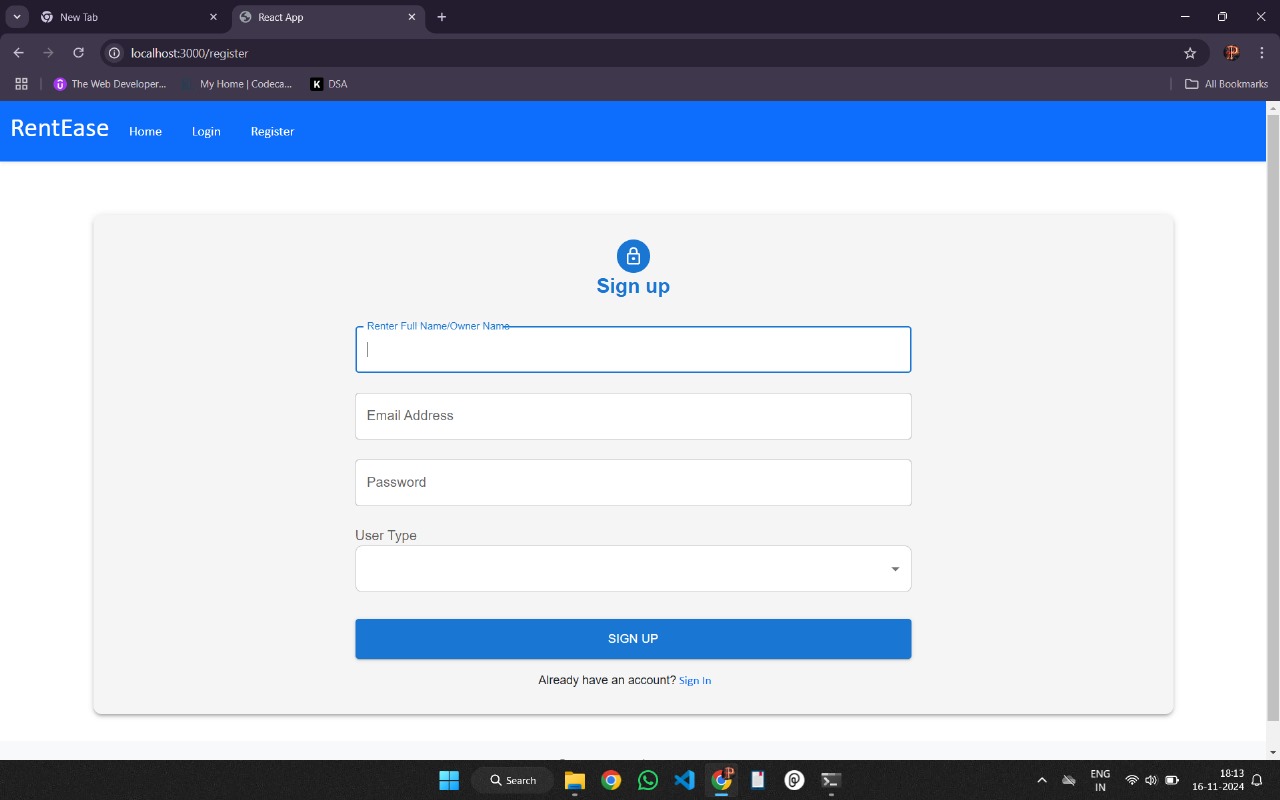 New Tab
React App
localhost:3000/register
The Web Developer...
My Home | Codeca...
K
DSA
All Bookmarks
RentEase
Home
Login
Register
Sign up
Renter Full Name/Owner Name
Email Address
Password
User Type
SIGN UP
Already have an account? Sign In
Search
ENG
IN
18:13
16-11-2024